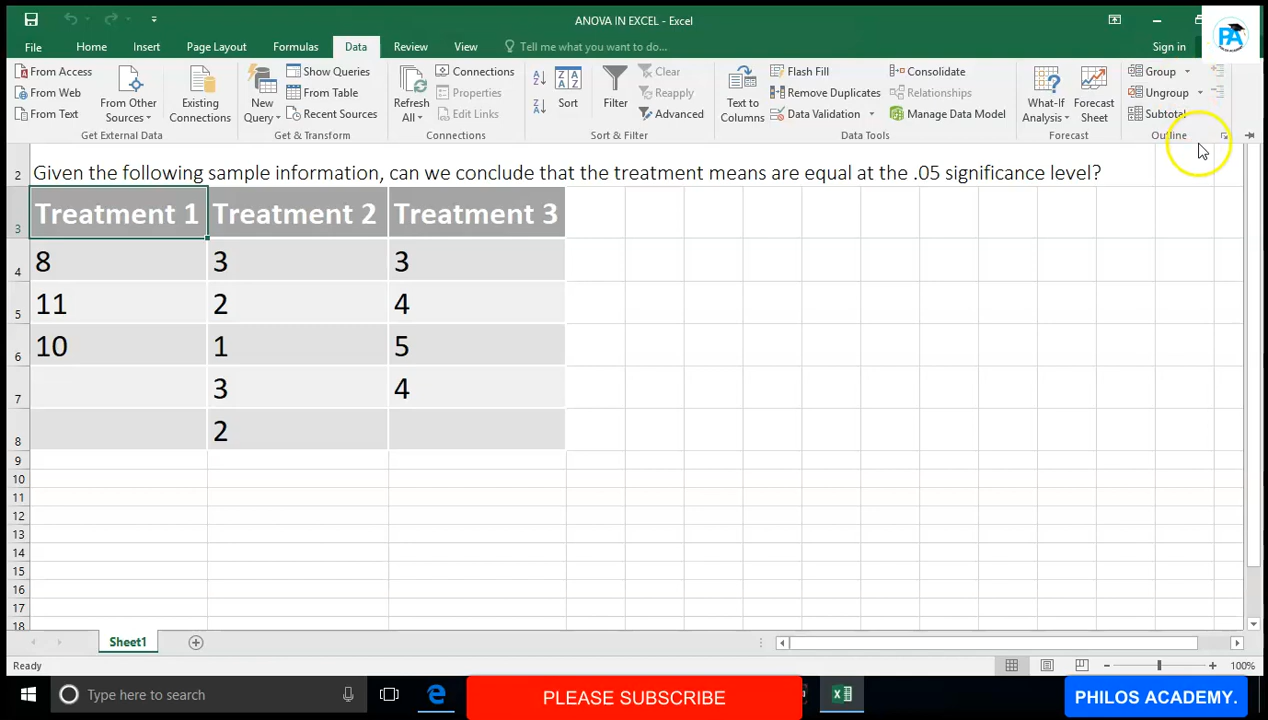 ANOVA IN EXCEL - Excel
PA
File Home Insert Page Layout Formulas Data Review View Tell me what you want to do... Sign in
From Access
From Web
From Text
From Other Sources
Existing Connections
Get External Data
New Query
Show Queries
From Table
Recent Sources
Get & Transform
Refresh All
Connections
Properties
Edit Links
Connections
Sort
Filter
Clear
Reapply
Advanced
Sort & Filter
Text to Columns
Flash Fill
Remove Duplicates
Data Validation
Consolidate
Relationships
Manage Data Model
Data Tools
What-If Analysis
Forecast Sheet
Forecast
Group
Ungroup
Subtotal
Outline
2 Given the following sample information, can we conclude that the treatment means are equal at the .05 significance level?
3 Treatment 1 Treatment 2 Treatment 3
4 8 3 3
5 11 2 4
6 10 1 5
7 3 4
8 2
9
10
11
12
13
14
15
16
17
18
Sheet1
Ready 100%
Type here to search
PLEASE SUBSCRIBE
PHILOS ACADEMY.